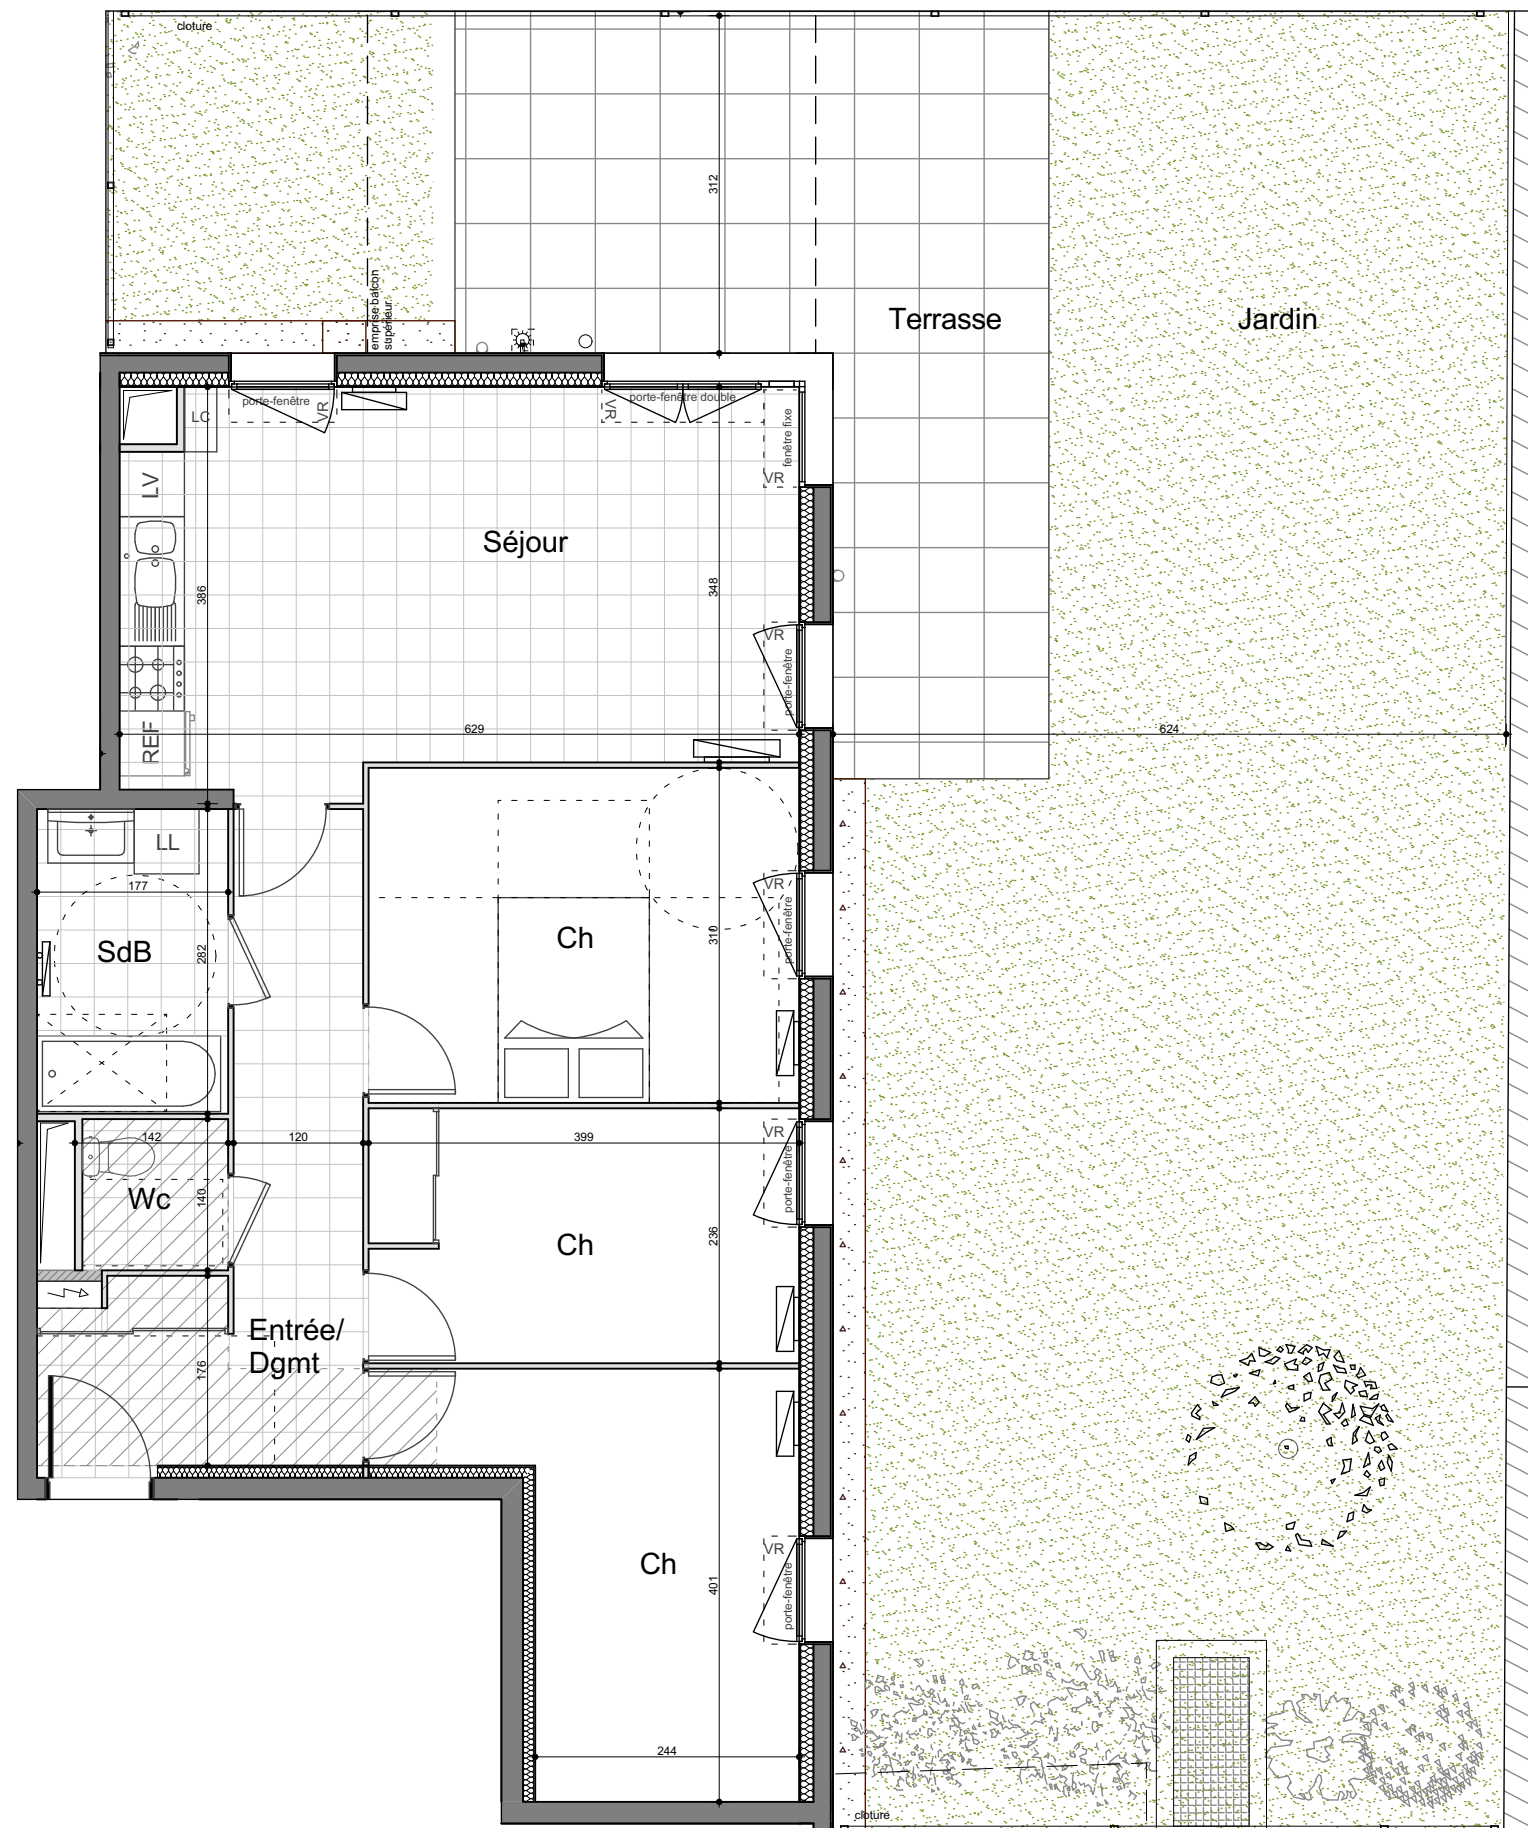 cloture
312
emprise balcon
supérieur
Terrasse
Jardin
LC
porte-fenêtre
VR
VR
porte-fenêtre double
fenêtre fixe
VR
LV
Séjour
386
348
VR
porte-fenêtre
REF
629
624
LL
177
SdB
282
Ch
310
VR
porte-fenêtre
142
120
399
VR
porte-fenêtre
Wc
140
Ch
236
Entrée/
Dgmt
176
Ch
401
VR
porte-fenêtre
244
cloture